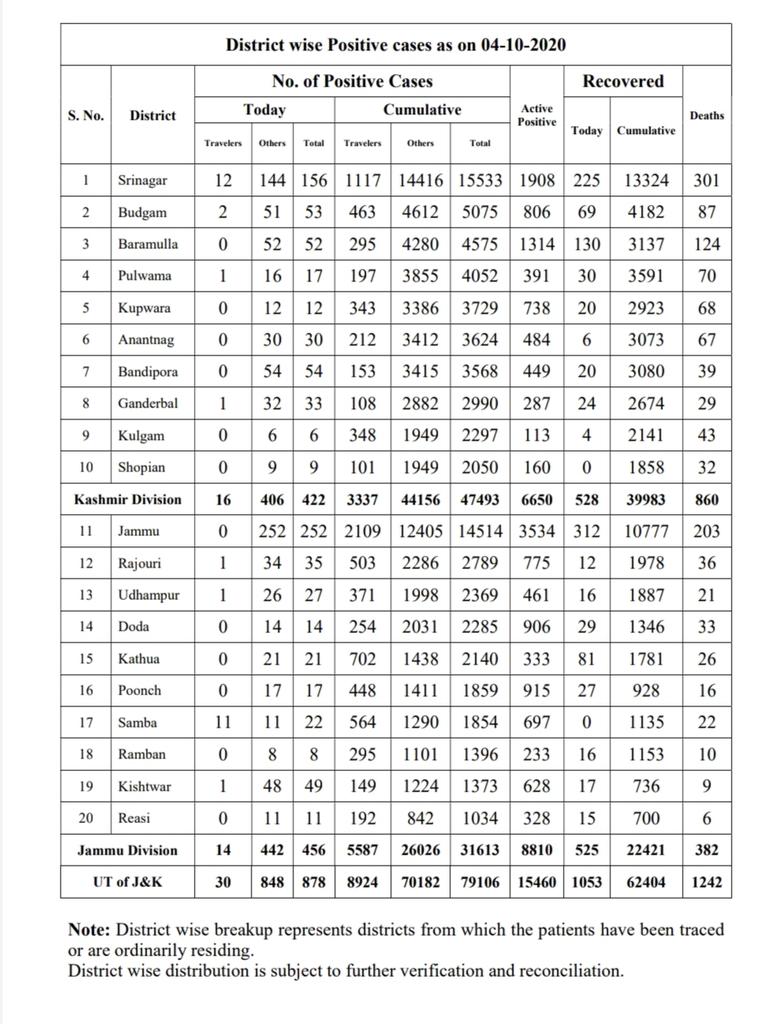 District wise Positive cases as on 04-10-2020
S. No. District No. of Positive Cases Active Positive Recovered Deaths
Today Cumulative Today Cumulative
Travelers Others Total Travelers Others Total
1 Srinagar 12 144 156 1117 14416 15533 1908 225 13324 301
2 Budgam 2 51 53 463 4612 5075 806 69 4182 87
3 Baramulla 0 52 52 295 4280 4575 1314 130 3137 124
4 Pulwama 1 16 17 197 3855 4052 391 30 3591 70
5 Kupwara 0 12 12 343 3386 3729 738 20 2923 68
6 Anantnag 0 30 30 212 3412 3624 484 6 3073 67
7 Bandipora 0 54 54 153 3415 3568 449 20 3080 39
8 Ganderbal 1 32 33 108 2882 2990 287 24 2674 29
9 Kulgam 0 6 6 348 1949 2297 113 4 2141 43
10 Shopian 0 9 9 101 1949 2050 160 0 1858 32
Kashmir Division 16 406 422 3337 44156 47493 6650 528 39983 860
11 Jammu 0 252 252 2109 12405 14514 3534 312 10777 203
12 Rajouri 1 34 35 503 2286 2789 775 12 1978 36
13 Udhampur 1 26 27 371 1998 2369 461 16 1887 21
14 Doda 0 14 14 254 2031 2285 906 29 1346 33
15 Kathua 0 21 21 702 1438 2140 333 81 1781 26
16 Poonch 0 17 17 448 1411 1859 915 27 928 16
17 Samba 11 11 22 564 1290 1854 697 0 1135 22
18 Ramban 0 8 8 295 1101 1396 233 16 1153 10
19 Kishtwar 1 48 49 149 1224 1373 628 17 736 9
20 Reasi 0 11 11 192 842 1034 328 15 700 6
Jammu Division 14 442 456 5587 26026 31613 8810 525 22421 382
UT of J&K 30 848 878 8924 70182 79106 15460 1053 62404 1242
Note: District wise breakup represents districts from which the patients have been traced
or are ordinarily residing.
District wise distribution is subject to further verification and reconciliation.